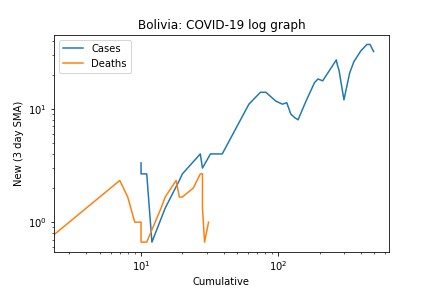 Bolivia: COVID-19 log graph
Cases
Deaths
New (3 day SMA)
10¹
10⁰
10¹
10²
Cumulative